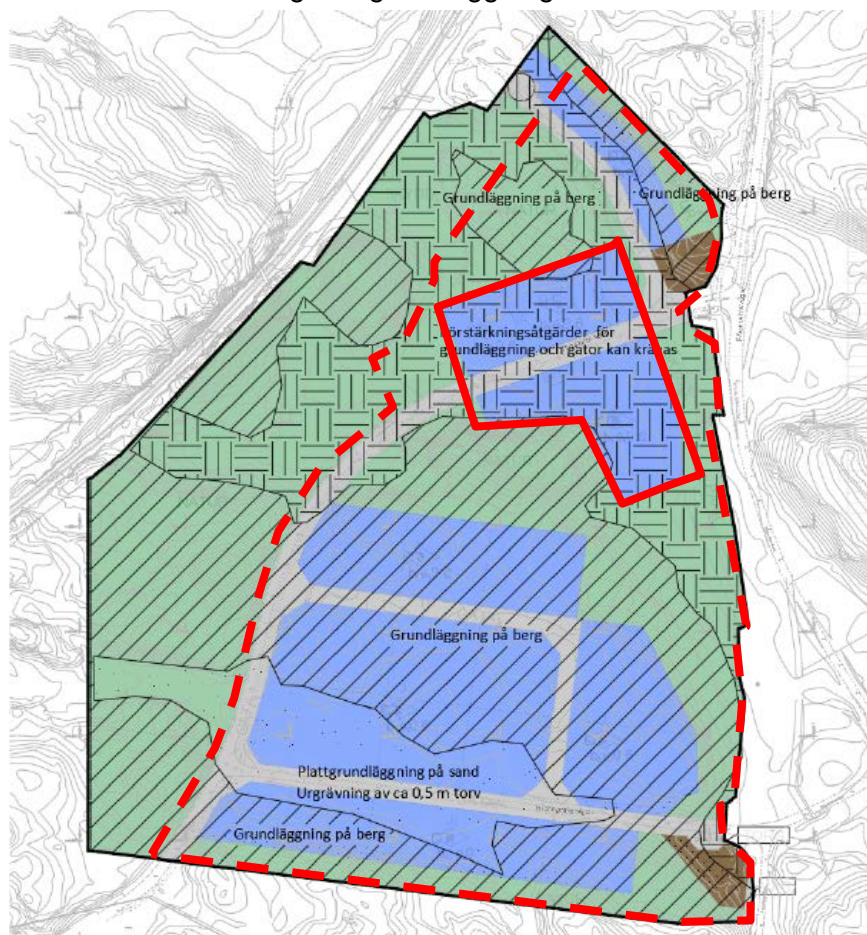 Grundläggning på berg
Grundläggning på berg
Förstärkningsåtgärder för
grundläggning och gator kan krävas
Grundläggning på berg
Plattgrundläggning på sand
Urgrävning av ca 0,5 m torv
Grundläggning på berg